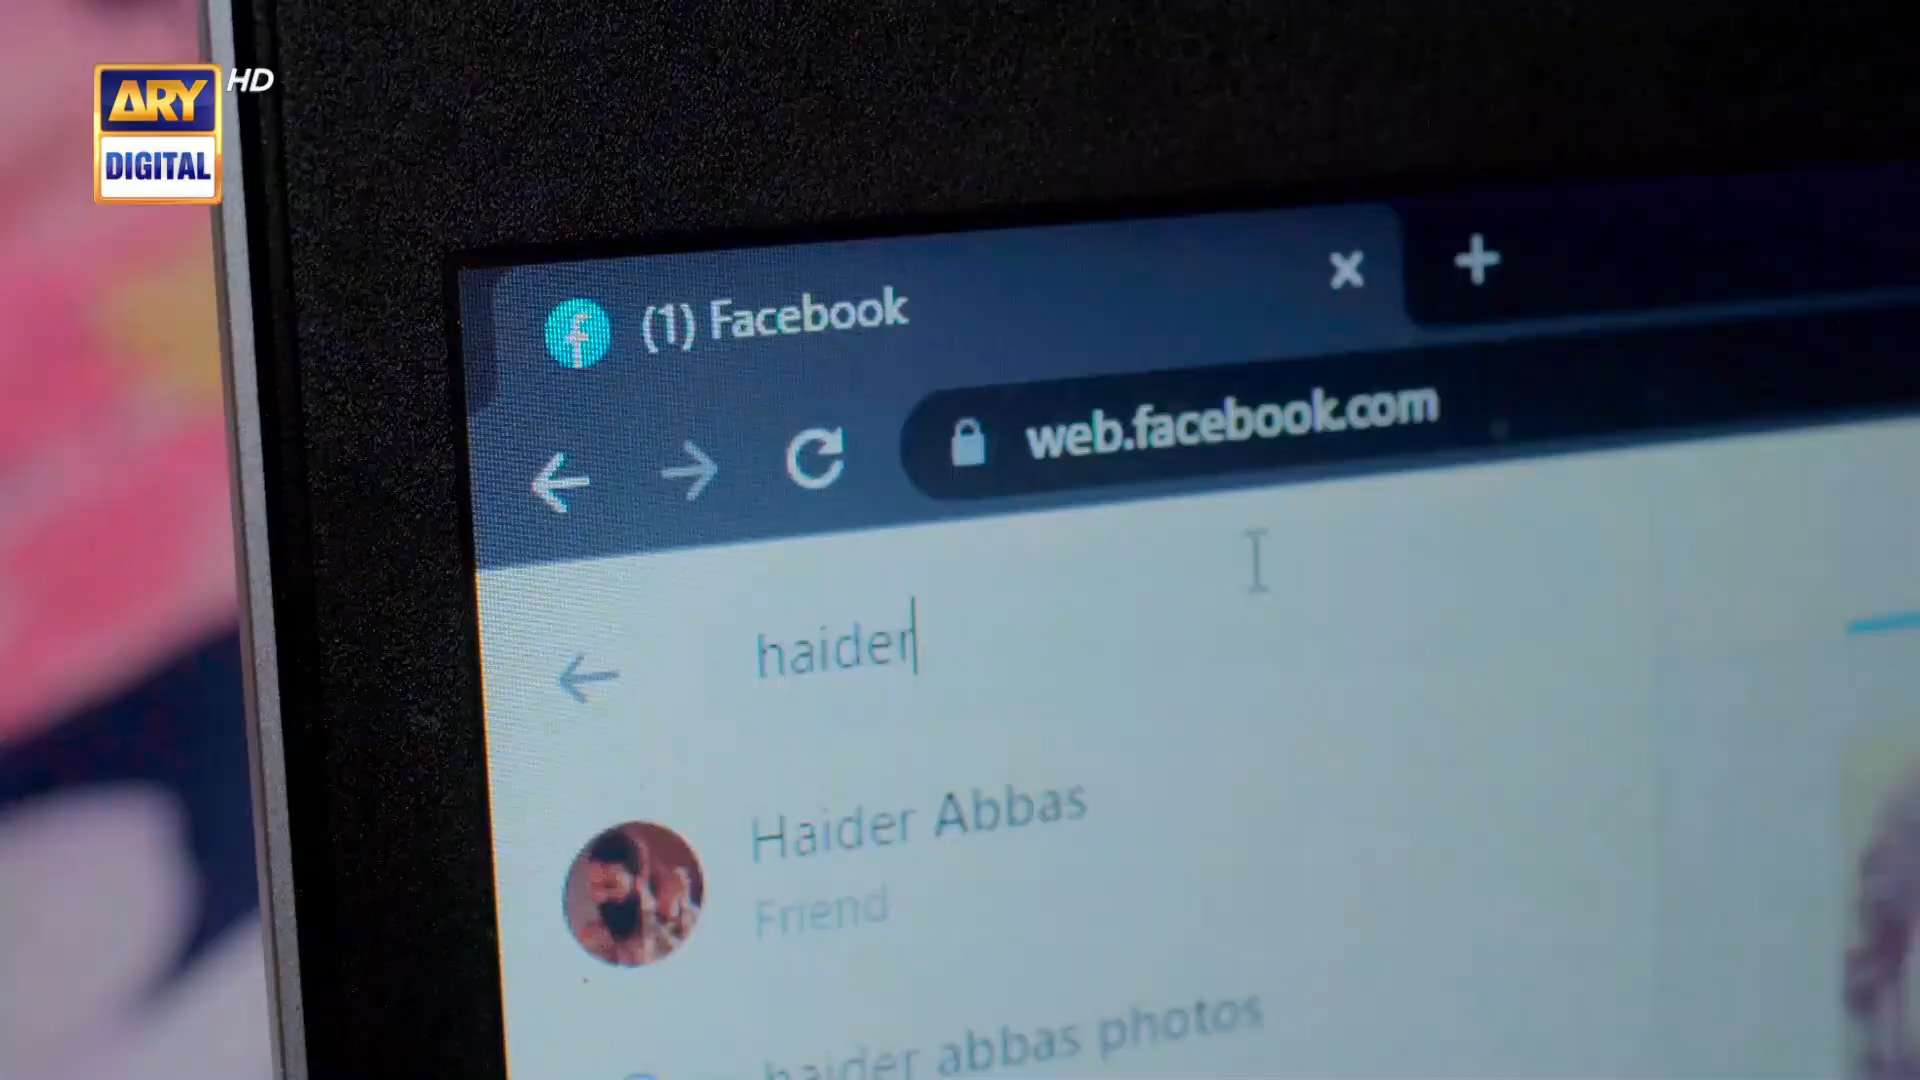 ARY HD
DIGITAL
(1) Facebook
web.facebook.com
haider
Haider Abbas
Friend
haider abbas photos